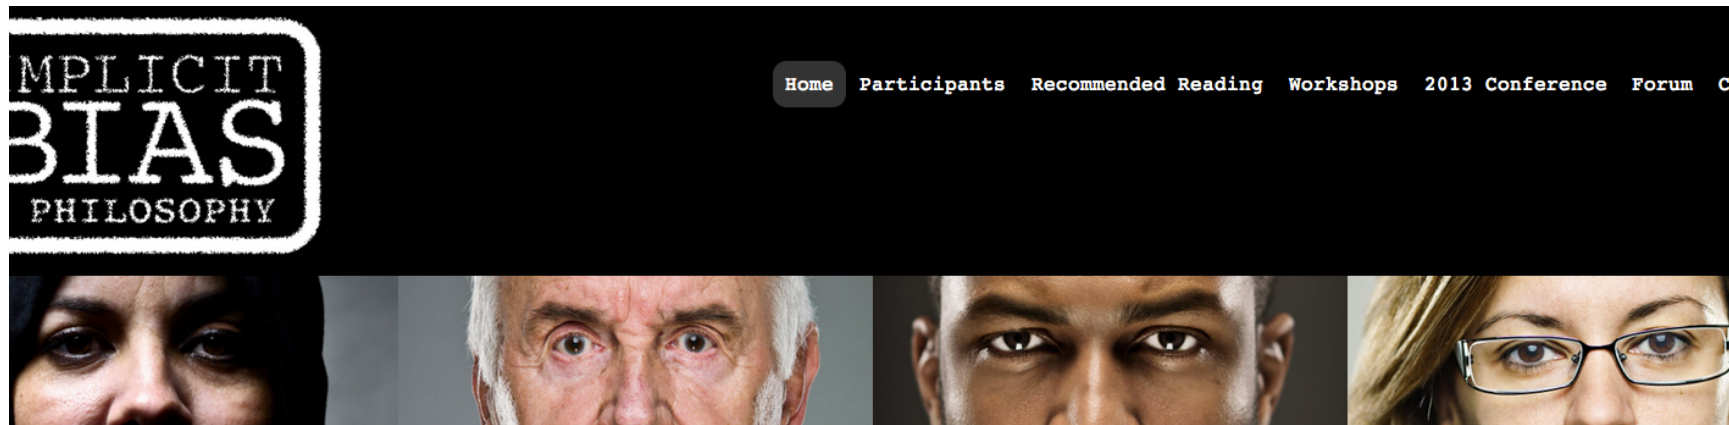 MPLICIT
BIAS
PHILOSOPHY
Home Participants Recommended Reading Workshops 2013 Conference Forum C